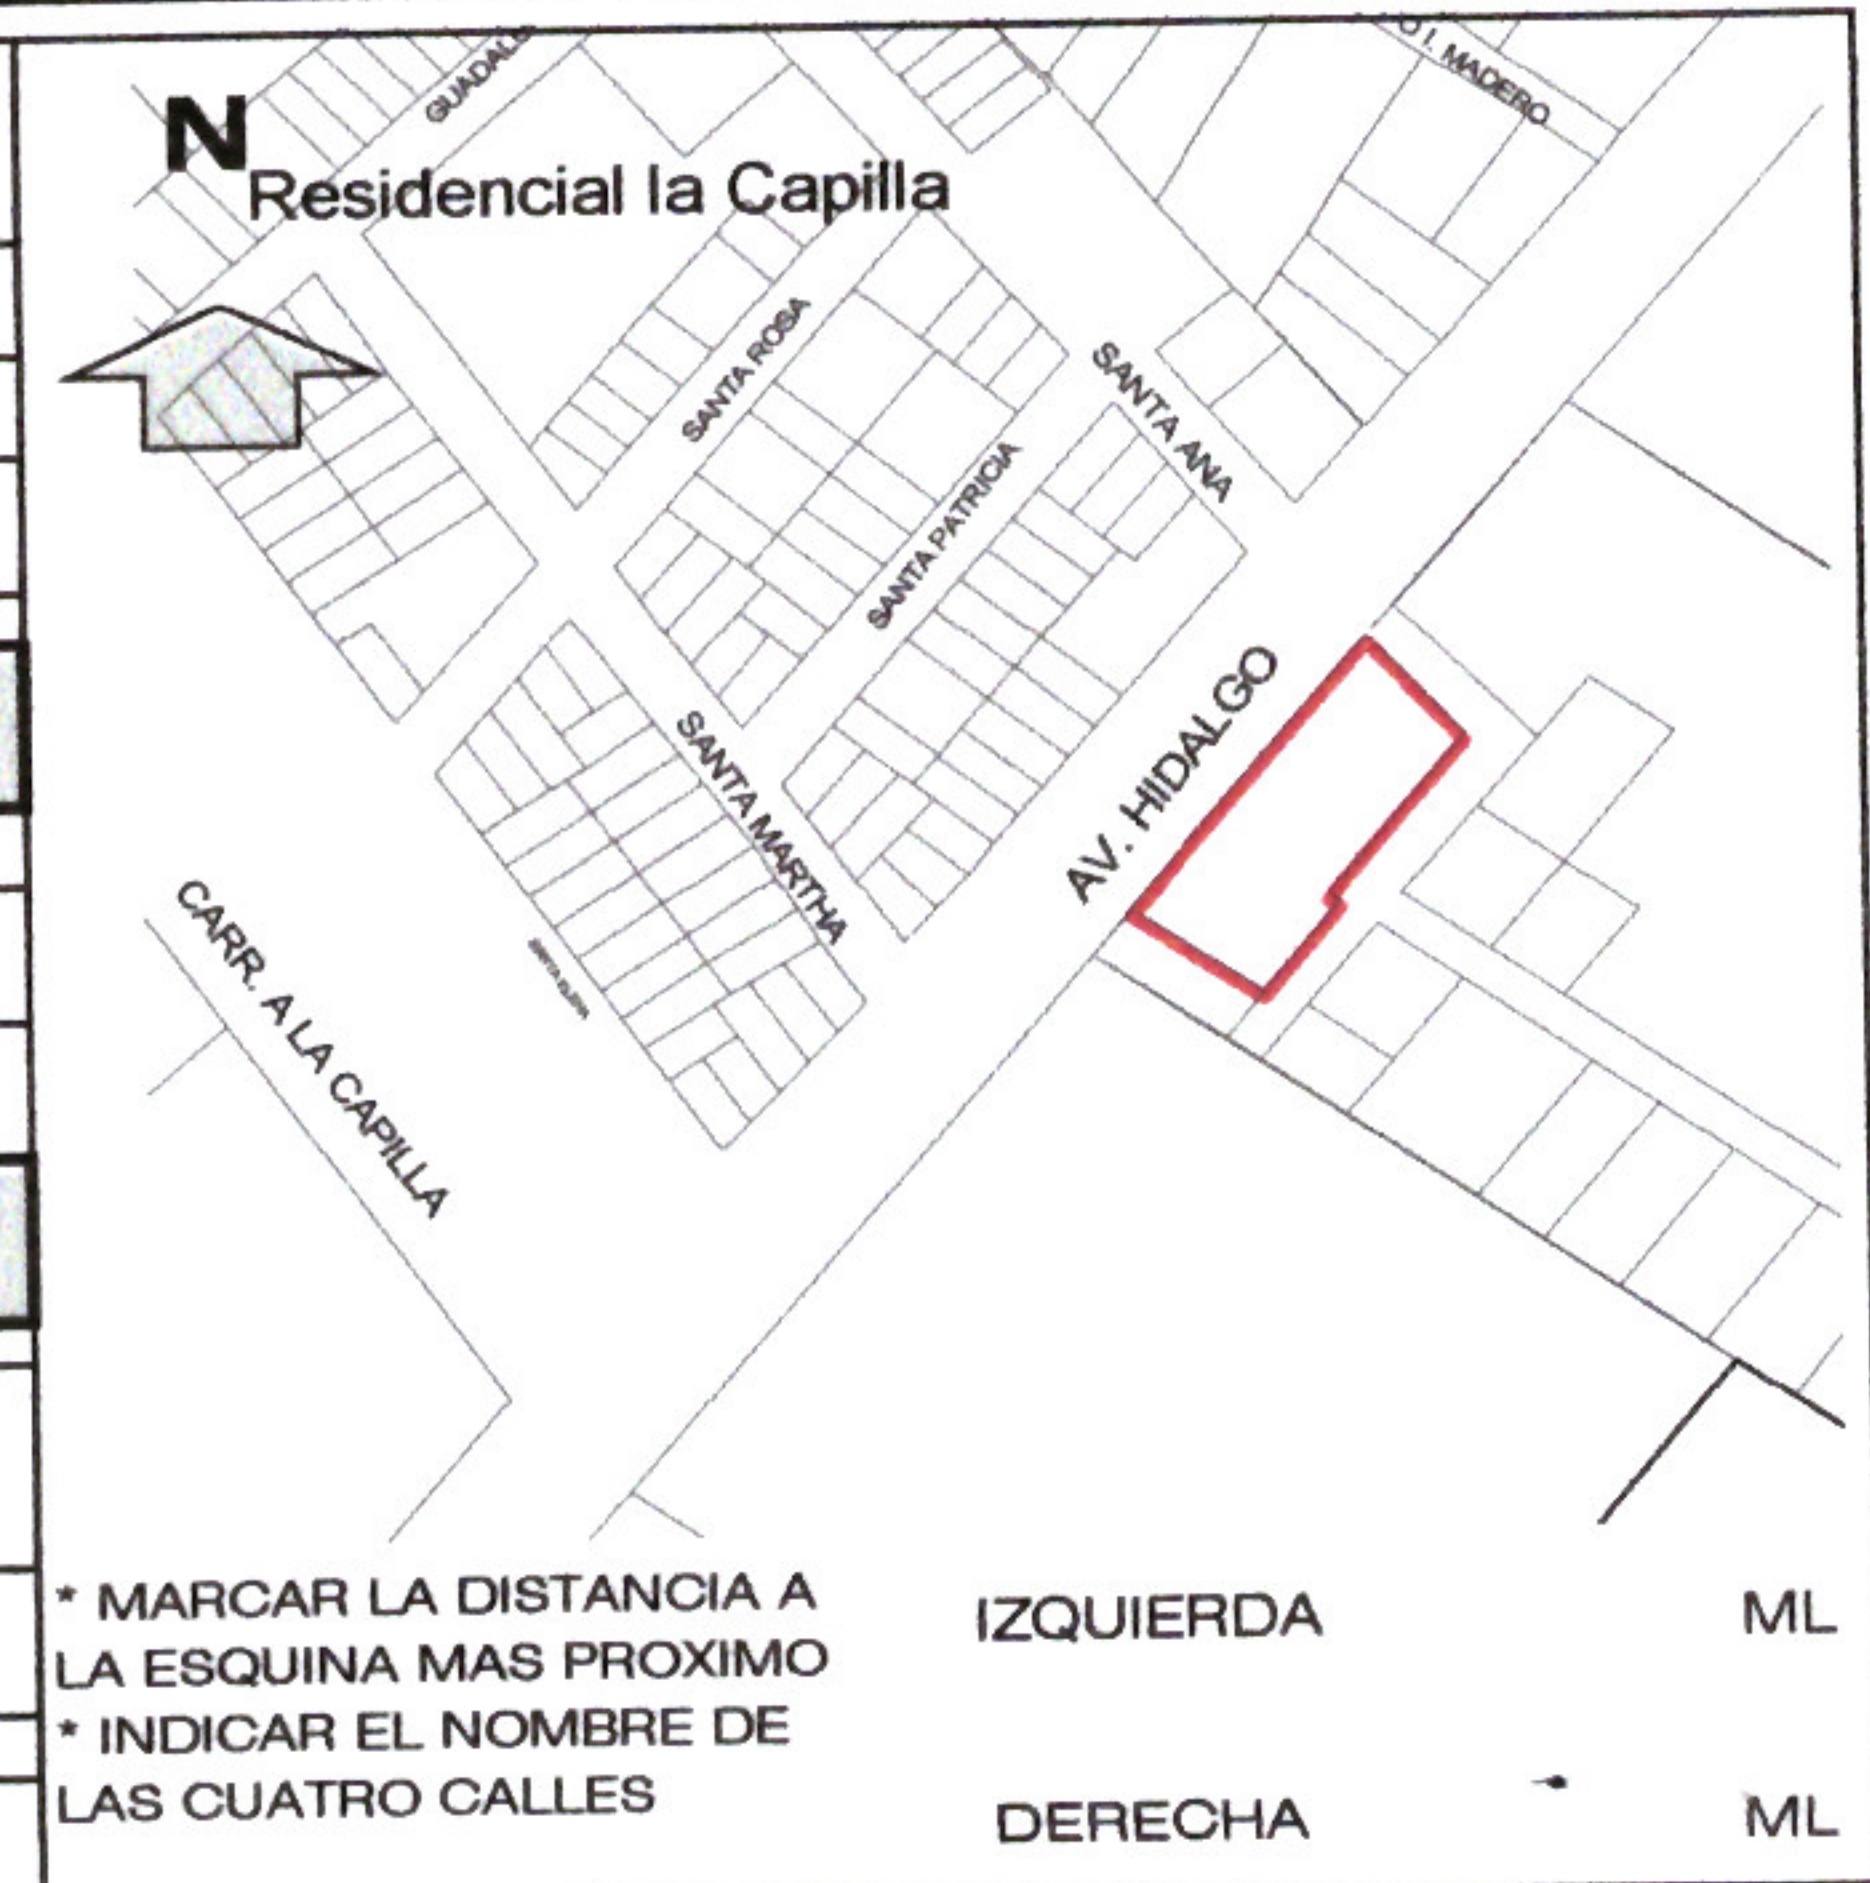 GUADAL
O I. MADERO
N
Residencial la Capilla
SANTA ROSA
SANTA ANA
SANTA PATRICIA
AV. HIDALGO
SANTA MARTHA
CARR. A LA CAPILLA
* MARCAR LA DISTANCIA A
LA ESQUINA MAS PROXIMO
* INDICAR EL NOMBRE DE
LAS CUATRO CALLES
IZQUIERDA ML
DERECHA ML